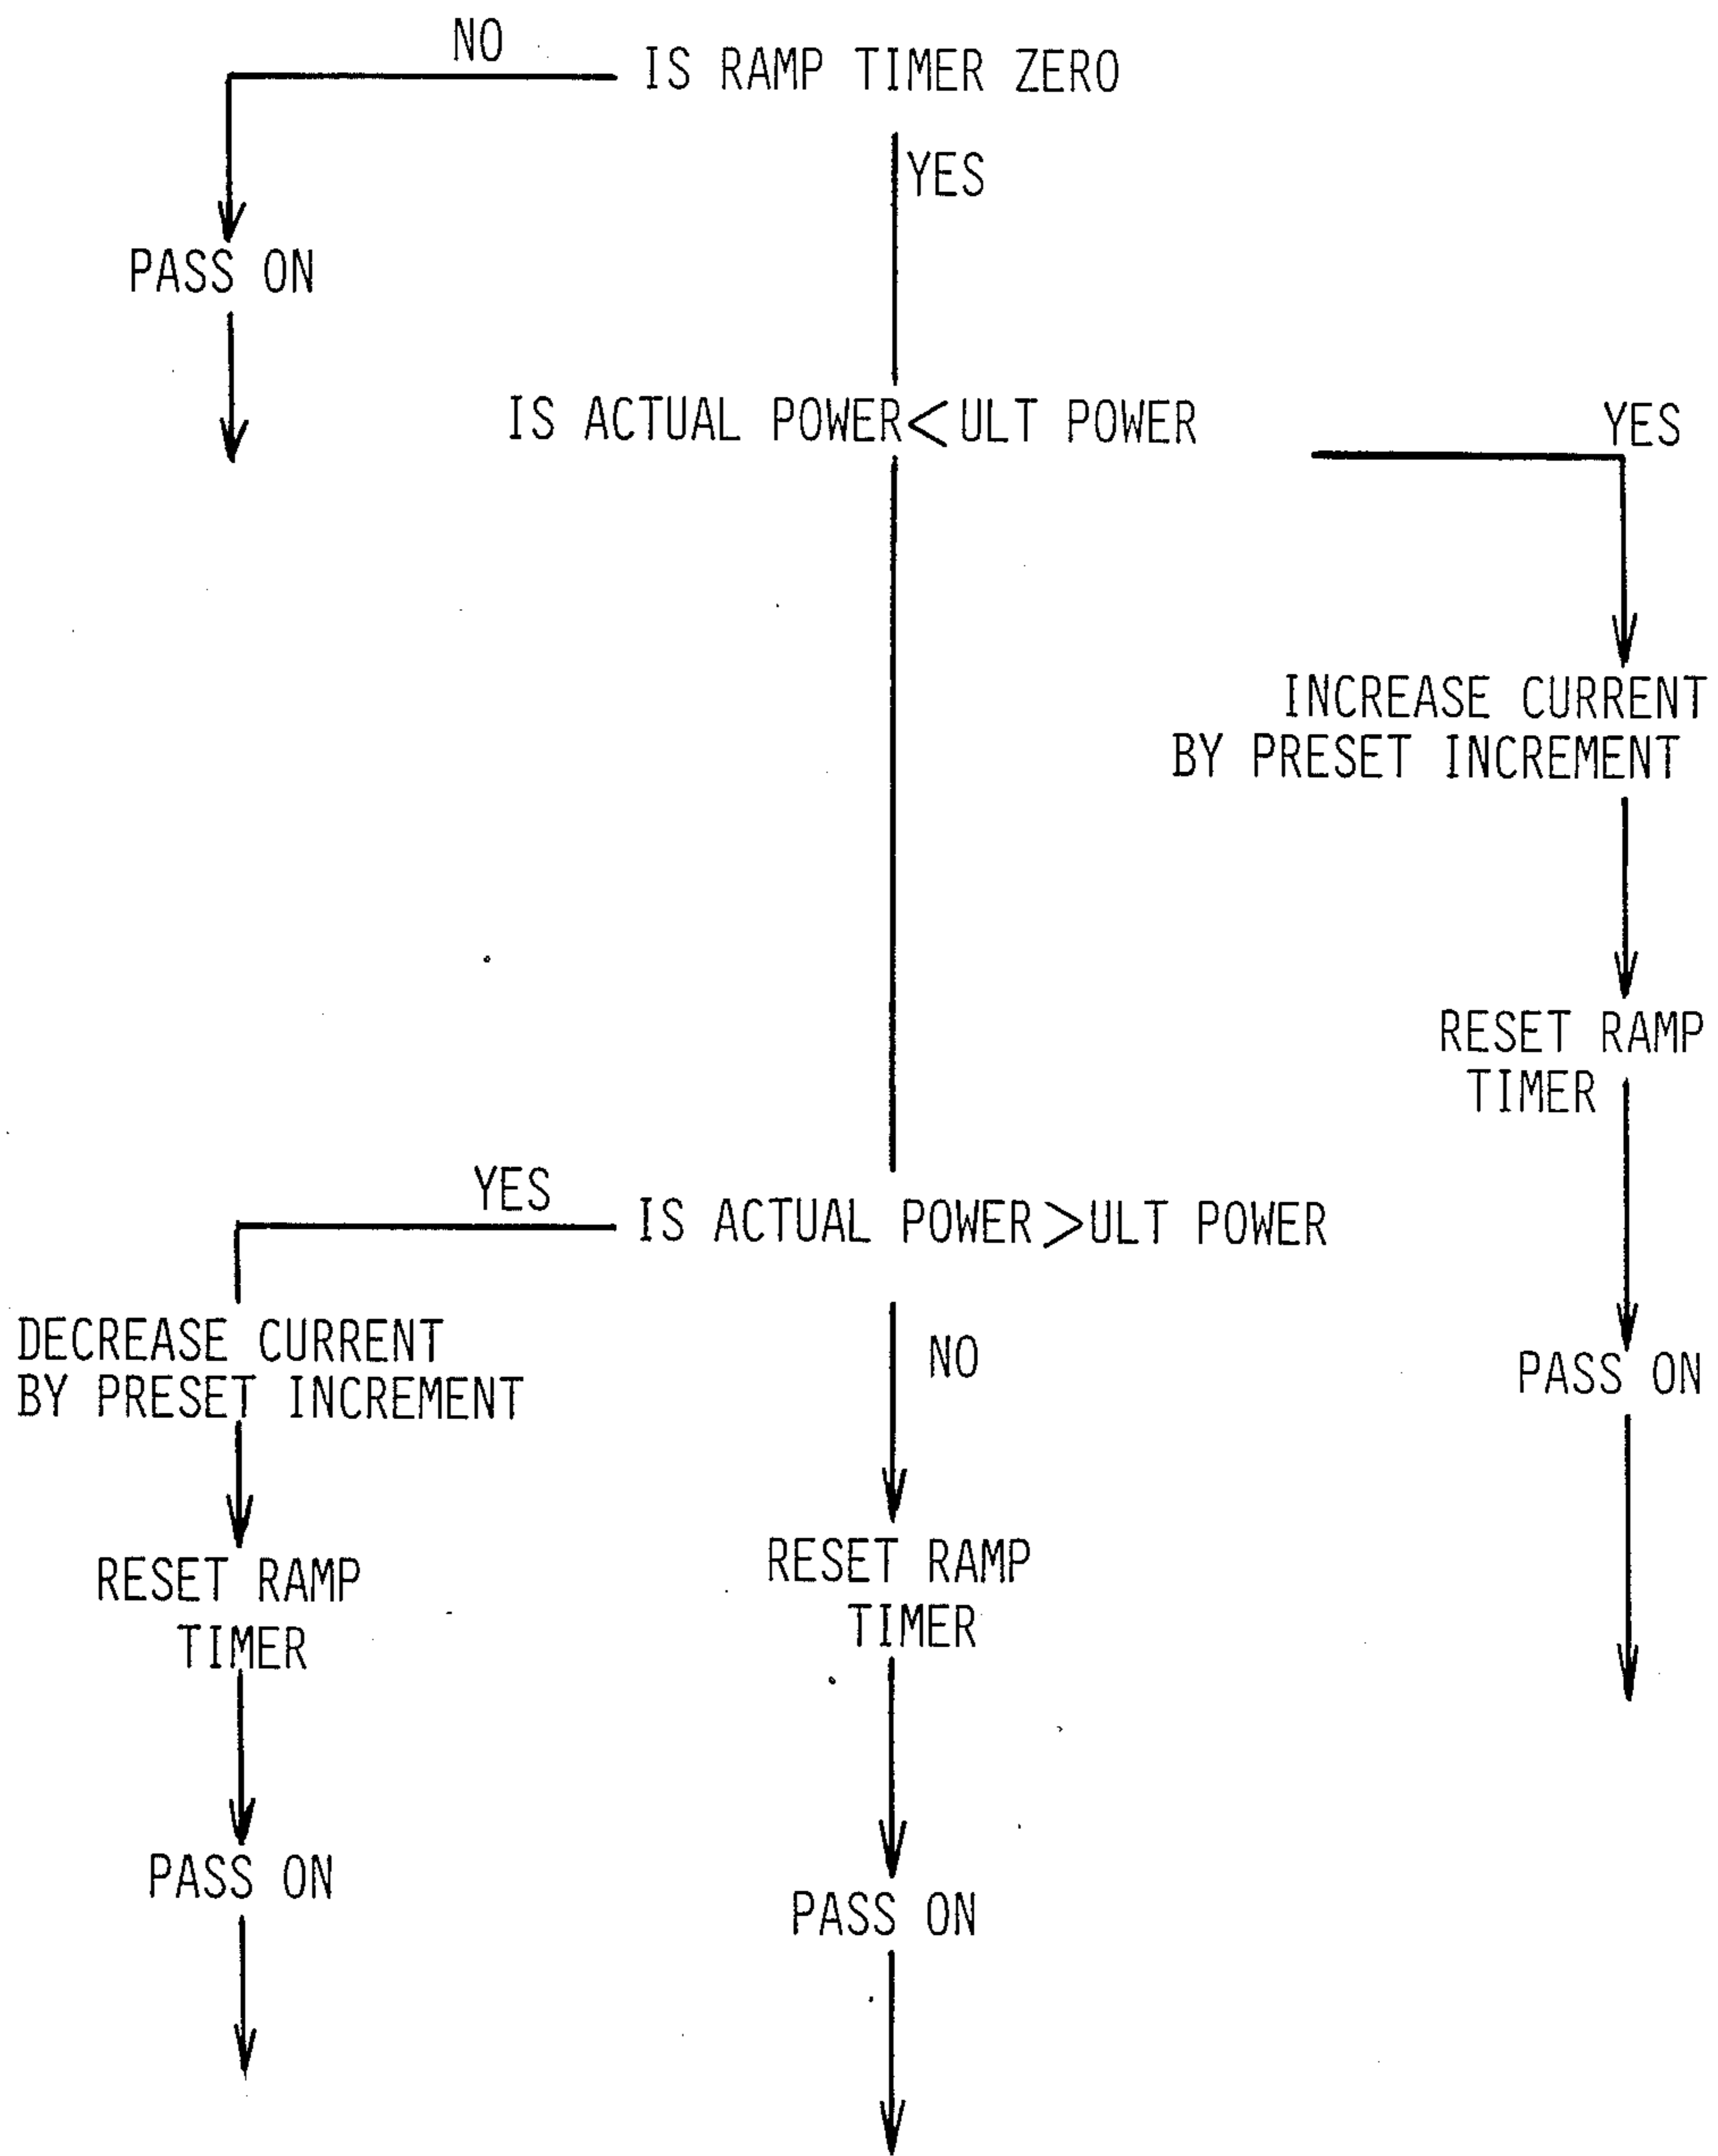 NO
IS RAMP TIMER ZERO
YES
PASS ON
IS ACTUAL POWER<ULT POWER
YES
INCREASE CURRENT
BY PRESET INCREMENT
RESET RAMP
TIMER
PASS ON
YES
IS ACTUAL POWER>ULT POWER
DECREASE CURRENT
BY PRESET INCREMENT
RESET RAMP
TIMER
PASS ON
NO
RESET RAMP
TIMER
PASS ON